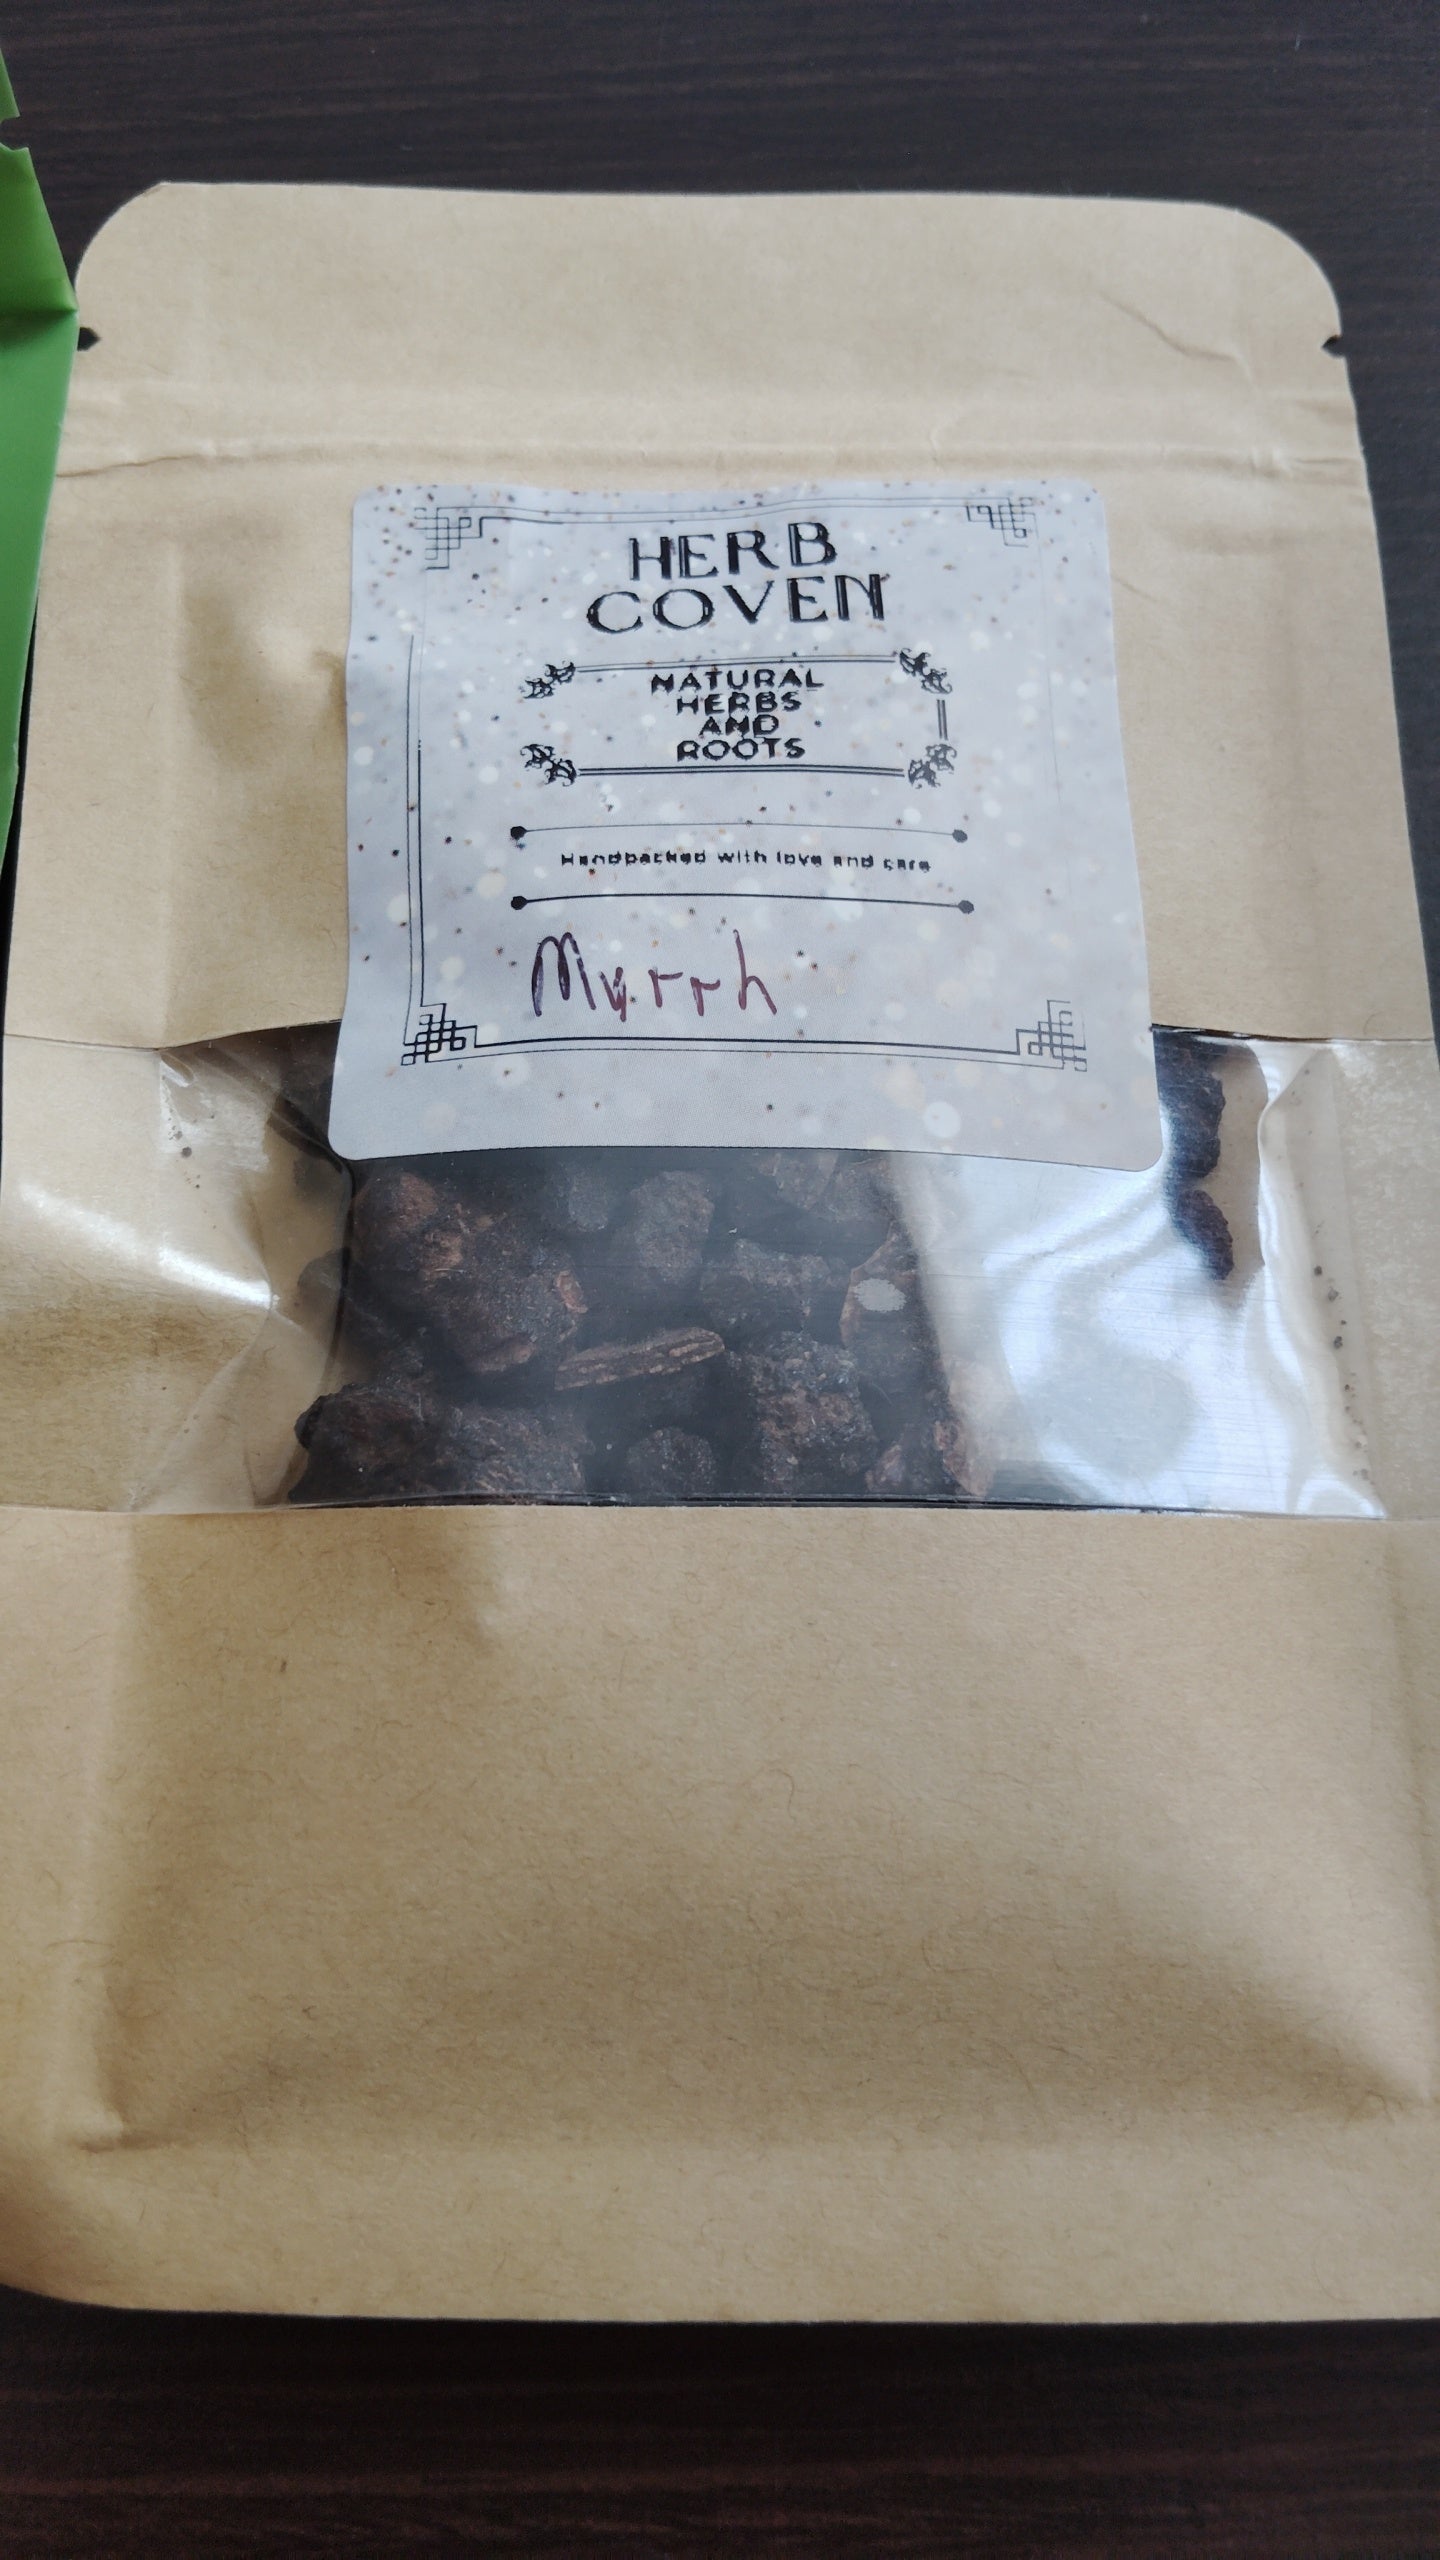 HERB
COVEN
NATURAL
HERBS
AND
ROOTS
Handpacked with love and care
Myrrh